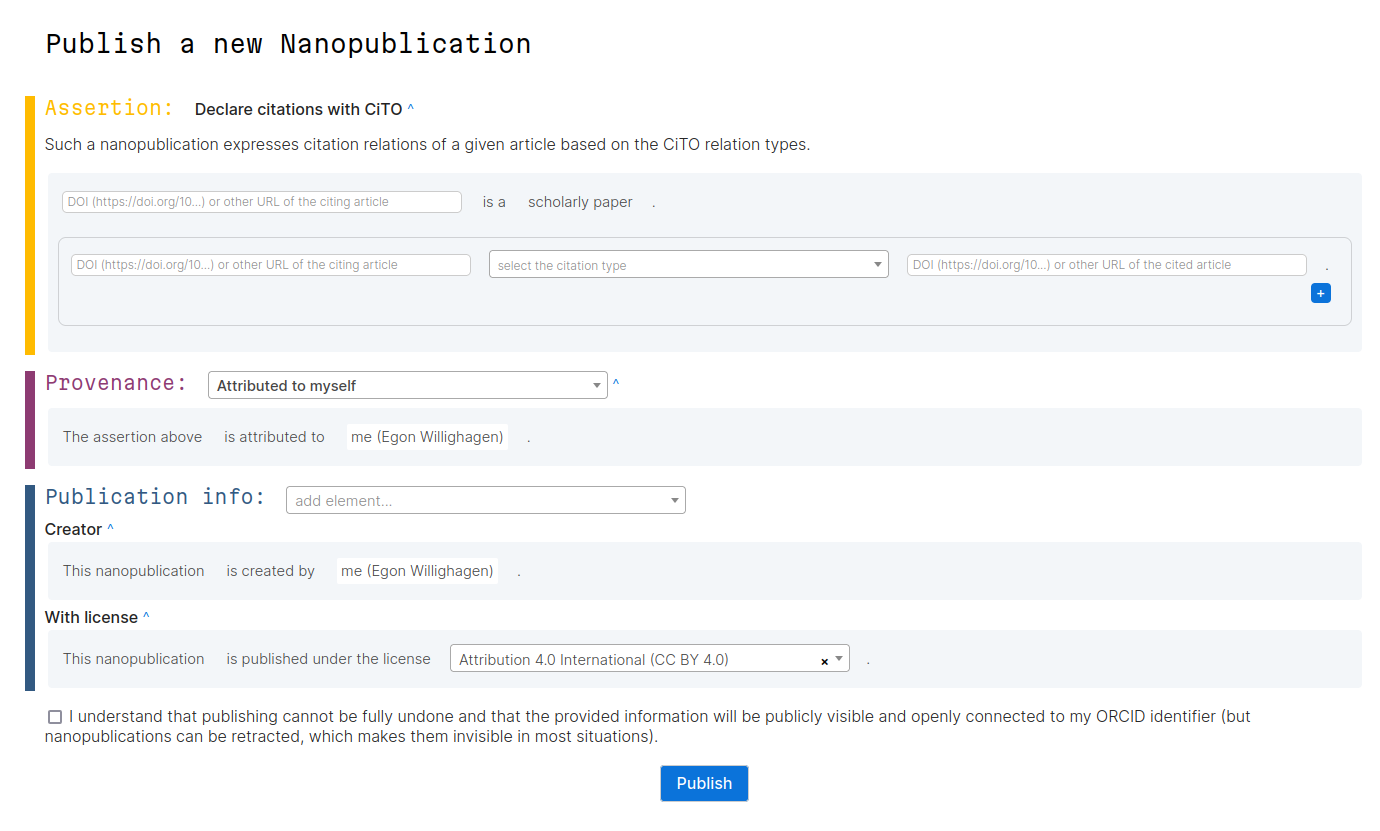 Publish a new Nanopublication
Assertion: Declare citations with CiTO ^
Such a nanopublication expresses citation relations of a given article based on the CiTO relation types.
DOI (https://doi.org/10...) or other URL of the citing article is a scholarly paper .
DOI (https://doi.org/10...) or other URL of the citing article select the citation type DOI (https://doi.org/10...) or other URL of the cited article .
+
Provenance: Attributed to myself ^
The assertion above is attributed to me (Egon Willighagen) .
Publication info: add element...
Creator ^
This nanopublication is created by me (Egon Willighagen) .
With license ^
This nanopublication is published under the license Attribution 4.0 International (CC BY 4.0) × .
I understand that publishing cannot be fully undone and that the provided information will be publicly visible and openly connected to my ORCID identifier (but
nanopublications can be retracted, which makes them invisible in most situations).
Publish